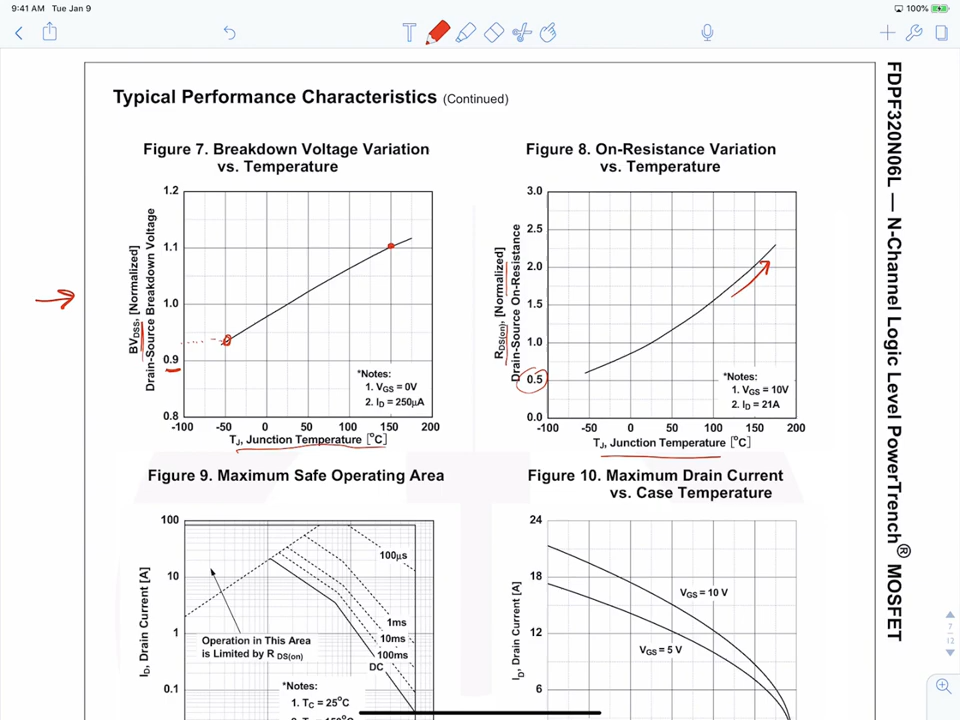 9:41 AM Tue Jan 9
100%
T
Typical Performance Characteristics (Continued)
FDPF320N06L — N-Channel Logic Level PowerTrench® MOSFET
Figure 7. Breakdown Voltage Variation
vs. Temperature
BVDSS, [Normalized]
Drain-Source Breakdown Voltage
1.2
1.1
1.0
0.9
0.8
*Notes:
1. VGS = 0V
2. ID = 250μA
-100 -50 0 50 100 150 200
TJ, Junction Temperature [°C]
Figure 8. On-Resistance Variation
vs. Temperature
RDS(on), [Normalized]
Drain-Source On-Resistance
3.0
2.5
2.0
1.5
1.0
0.5
0.0
*Notes:
1. VGS = 10V
2. ID = 21A
-100 -50 0 50 100 150 200
TJ, Junction Temperature [°C]
Figure 9. Maximum Safe Operating Area
ID, Drain Current [A]
100
10
1
0.1
100μs
1ms
10ms
100ms
DC
Operation in This Area
is Limited by R DS(on)
*Notes:
1. TC = 25°C
Figure 10. Maximum Drain Current
vs. Case Temperature
ID, Drain Current [A]
24
18
12
6
VGS = 10 V
VGS = 5 V
7
12